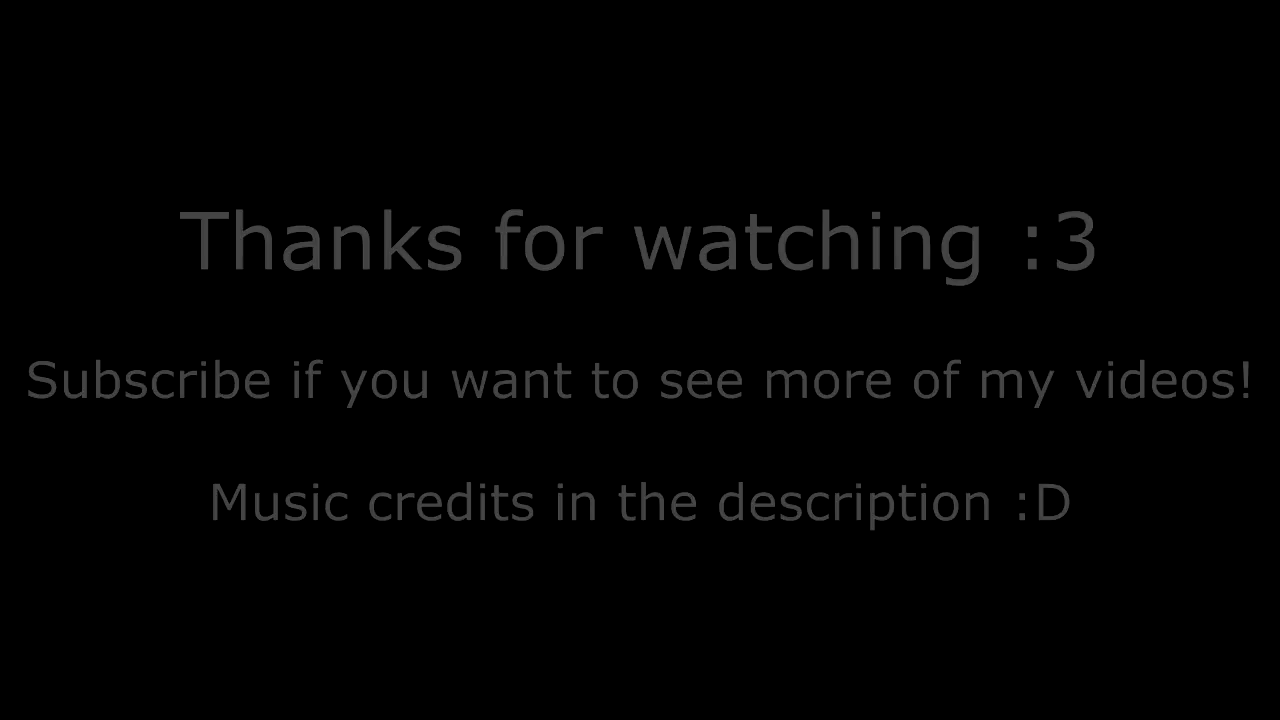 Thanks for watching :3
Subscribe if you want to see more of my videos!
Music credits in the description :D